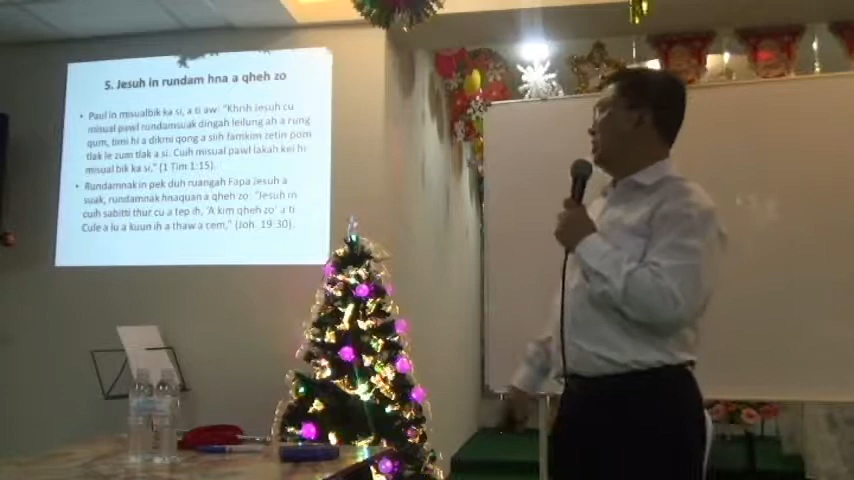 5. Jesuh in rundam hna a qheh zo
• Paul in misualbik ka si, a ti aw: "Khrih Jesuh cu
misual pawl rundamsuak dingah leilung ah a rung
qum, timi hi a dikmi qong a siih famkim zetin pom
tlak le zum tlak a si. Cuih misual pawl lakah kei hi
misual bik ka si," (1 Tim 1:15).
• Rundamnak in pek duh ruangah Fapa Jesuh a
suak, rundamnak hnaquan a qheh zo: "Jesuh in
cuih sabitti thur cu a tep ih, 'A kim qheh zo' a ti
Cule a lu a kuun ih a thaw a cem," (Joh. 19:30).